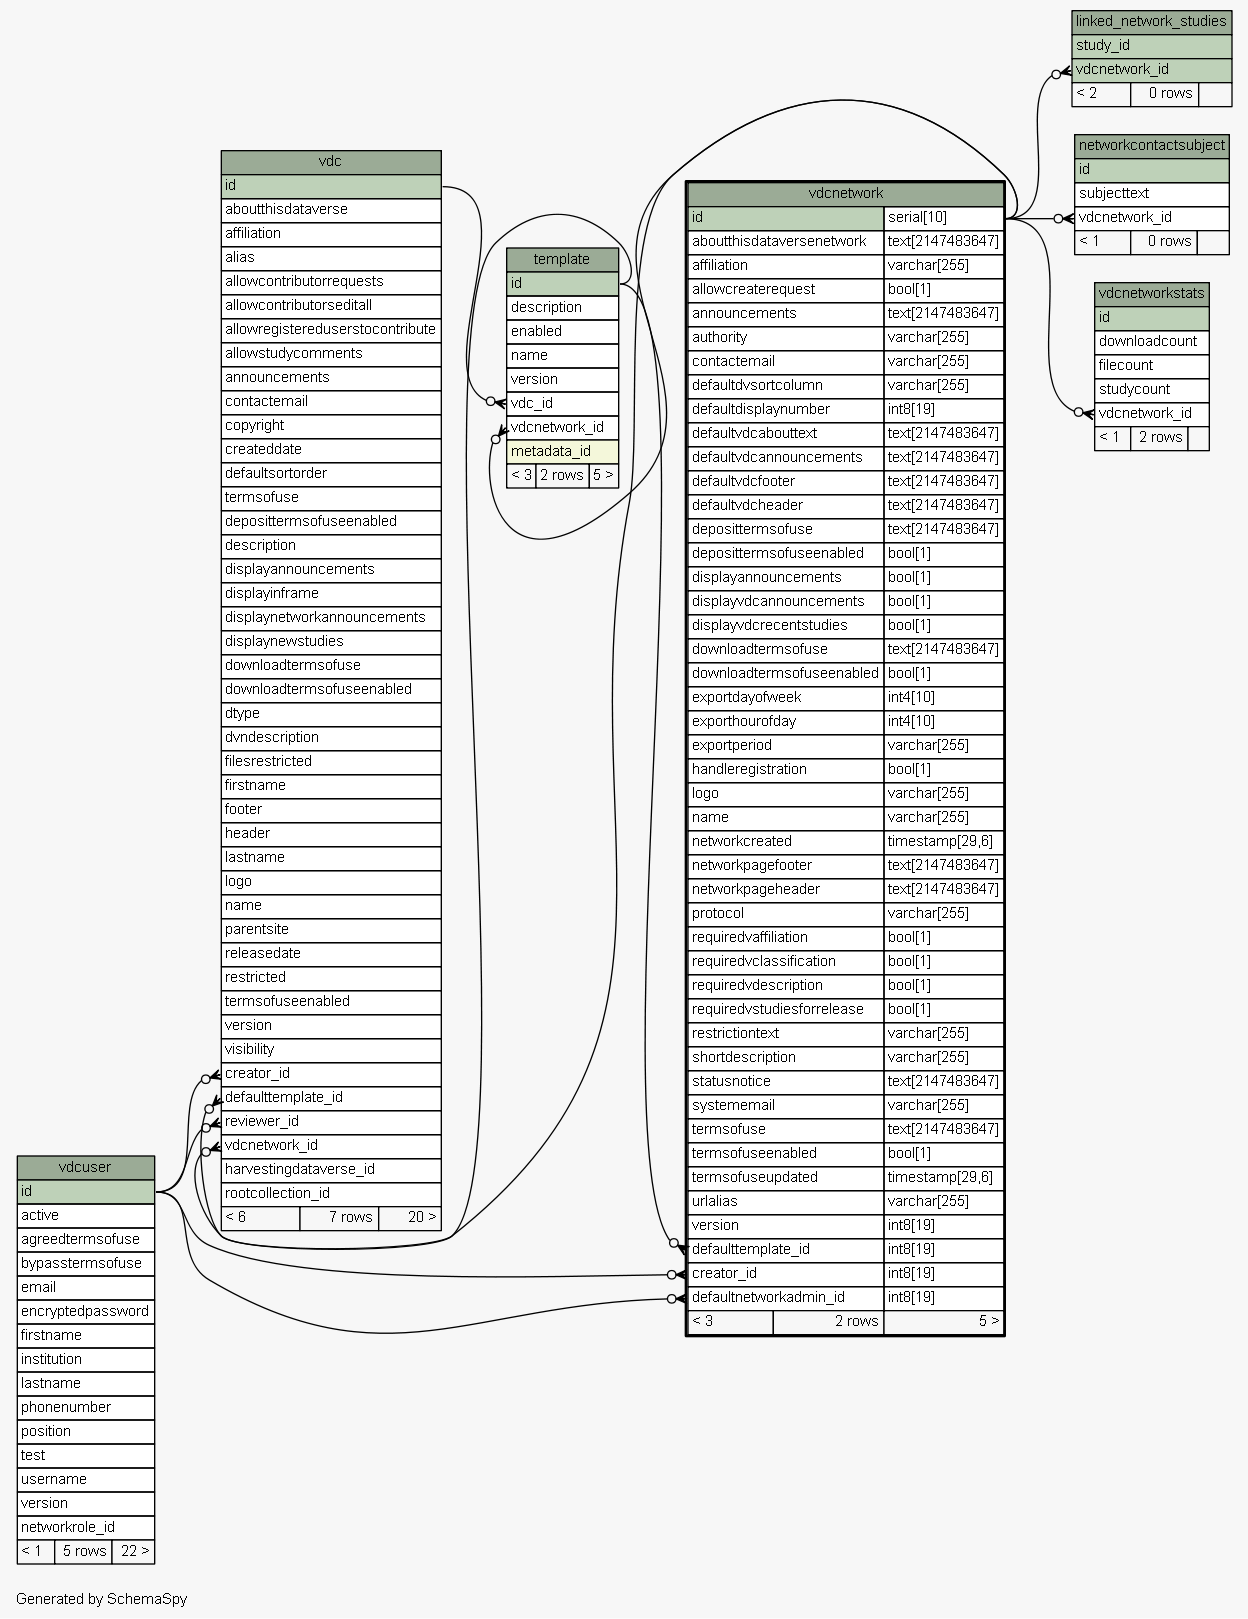 linked_network_studies
study_id
vdcnetwork_id
< 2 0 rows
networkcontactsubject
id
subjecttext
vdcnetwork_id
< 1 0 rows
vdcnetworkstats
id
downloadcount
filecount
studycount
vdcnetwork_id
< 1 2 rows
vdc
id
aboutthisdataverse
affiliation
alias
allowcontributorrequests
allowcontributorseditall
allowregistereduserstocontribute
allowstudycomments
announcements
contactemail
copyright
createddate
defaultsortorder
termsofuse
deposittermsofuseenabled
description
displayannouncements
displayinframe
displaynetworkannouncements
displaynewstudies
downloadtermsofuse
downloadtermsofuseenabled
dtype
dvndescription
filesrestricted
firstname
footer
header
lastname
logo
name
parentsite
releasedate
restricted
termsofuseenabled
version
visibility
creator_id
defaulttemplate_id
reviewer_id
vdcnetwork_id
harvestingdataverse_id
rootcollection_id
< 6 7 rows 20 >
template
id
description
enabled
name
version
vdc_id
vdcnetwork_id
metadata_id
< 3 2 rows 5 >
vdcnetwork
id serial[10]
aboutthisdataversenetwork text[2147483647]
affiliation varchar[255]
allowcreaterequest bool[1]
announcements text[2147483647]
authority varchar[255]
contactemail varchar[255]
defaultdvsortcolumn varchar[255]
defaultdisplaynumber int8[19]
defaultvdcabouttext text[2147483647]
defaultvdcannouncements text[2147483647]
defaultvdcfooter text[2147483647]
defaultvdcheader text[2147483647]
deposittermsofuse text[2147483647]
deposittermsofuseenabled bool[1]
displayannouncements bool[1]
displayvdcannouncements bool[1]
displayvdcrecentstudies bool[1]
downloadtermsofuse text[2147483647]
downloadtermsofuseenabled bool[1]
exportdayofweek int4[10]
exporthourofday int4[10]
exportperiod varchar[255]
handleregistration bool[1]
logo varchar[255]
name varchar[255]
networkcreated timestamp[29,6]
networkpagefooter text[2147483647]
networkpageheader text[2147483647]
protocol varchar[255]
requiredvaffiliation bool[1]
requiredvclassification bool[1]
requiredvdescription bool[1]
requiredvstudiesforrelease bool[1]
restrictiontext varchar[255]
shortdescription varchar[255]
statusnotice text[2147483647]
systememail varchar[255]
termsofuse text[2147483647]
termsofuseenabled bool[1]
termsofuseupdated timestamp[29,6]
urlalias varchar[255]
version int8[19]
defaulttemplate_id int8[19]
creator_id int8[19]
defaultnetworkadmin_id int8[19]
< 3 2 rows 5 >
vdcuser
id
active
agreedtermsofuse
bypasstermsofuse
email
encryptedpassword
firstname
institution
lastname
phonenumber
position
test
username
version
networkrole_id
< 1 5 rows 22 >
Generated by SchemaSpy